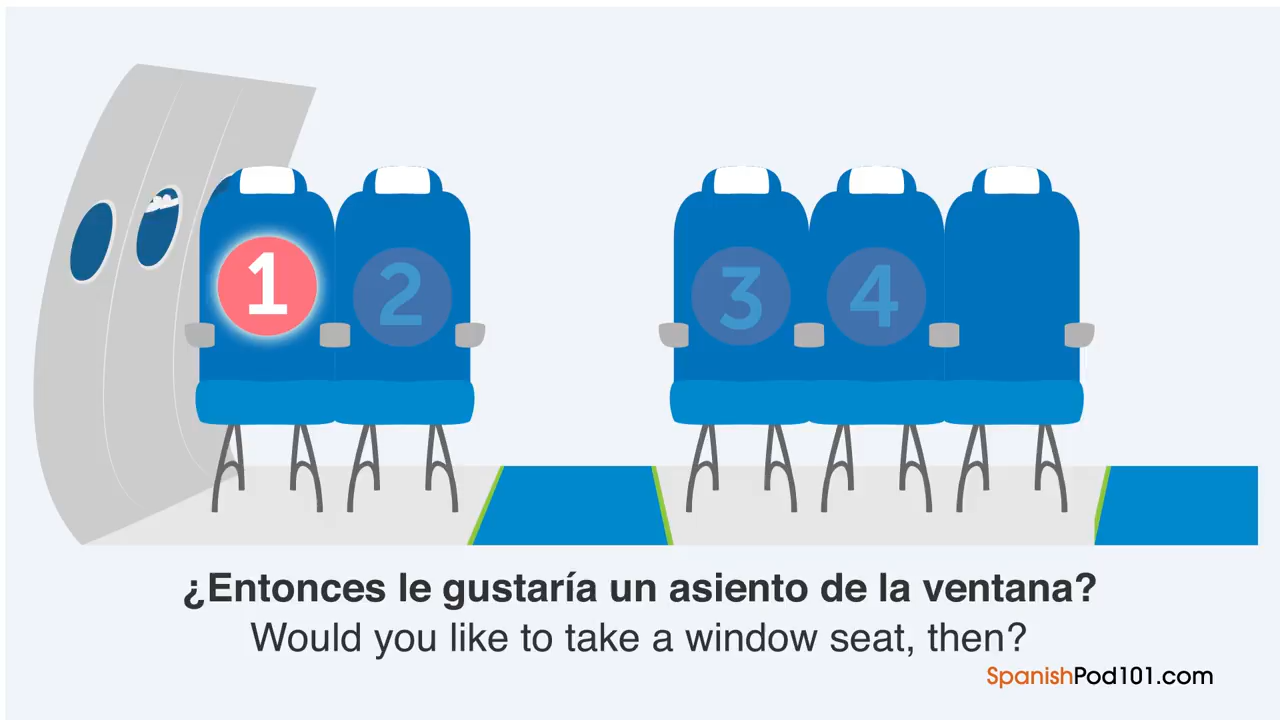 1 2 3 4
¿Entonces le gustaría un asiento de la ventana?
Would you like to take a window seat, then?
SpanishPod101.com